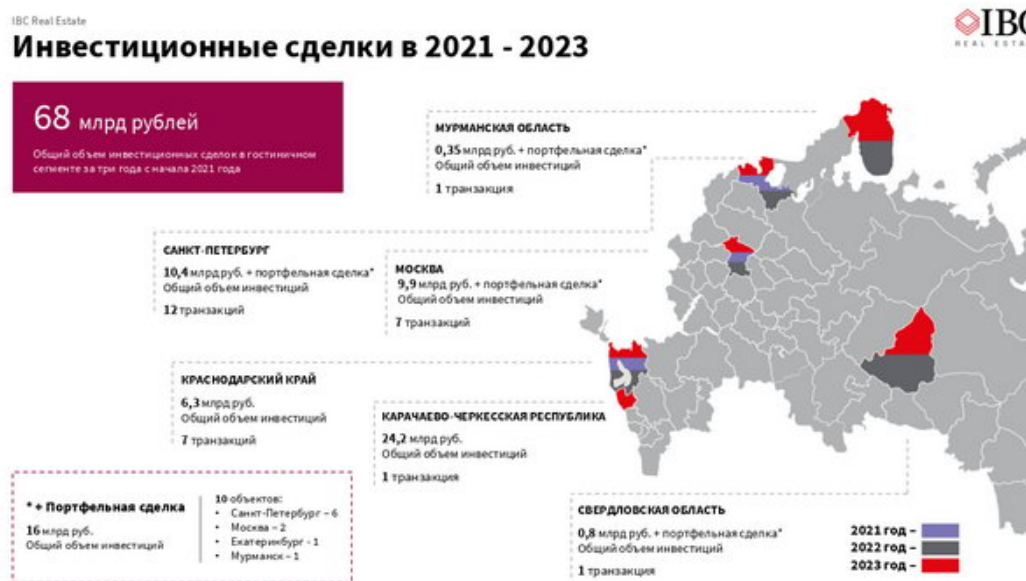 IBC Real Estate
Инвестиционные сделки в 2021 - 2023
IBC
REAL ESTA
68 млрд рублей
Общий объем инвестиционных сделок в гостиничном
сегменте за три года с начала 2021 года
МУРМАНСКАЯ ОБЛАСТЬ
0,35 млрд руб. + портфельная сделка*
Общий объем инвестиций
1 транзакция
САНКТ-ПЕТЕРБУРГ
10,4 млрд руб. + портфельная сделка*
Общий объем инвестиций
12 транзакций
МОСКВА
9,9 млрд руб. + портфельная сделка*
Общий объем инвестиций
7 транзакций
КРАСНОДАРСКИЙ КРАЙ
6,3 млрд руб.
Общий объем инвестиций
7 транзакций
КАРАЧАЕВО-ЧЕРКЕССКАЯ РЕСПУБЛИКА
24,2 млрд руб.
Общий объем инвестиций
1 транзакция
* + Портфельная сделка
16 млрд руб.
Общий объем инвестиций
10 объектов:
• Санкт-Петербург – 6
• Москва – 2
• Екатеринбург - 1
• Мурманск – 1
СВЕРДЛОВСКАЯ ОБЛАСТЬ
0,8 млрд руб. + портфельная сделка*
Общий объем инвестиций
1 транзакция
2021 год –
2022 год –
2023 год –